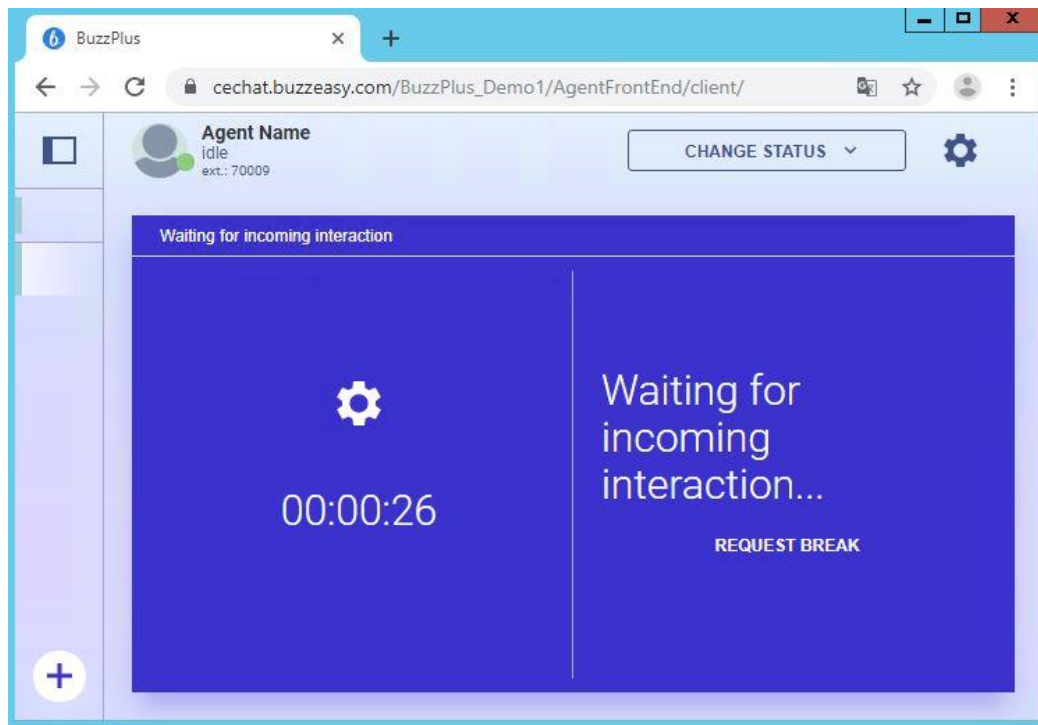 BuzzPlus
cechat.buzzeasy.com/BuzzPlus_Demo1/AgentFrontEnd/client/
Agent Name
idle
ext.: 70009
CHANGE STATUS
Waiting for incoming interaction
00:00:26
Waiting for
incoming
interaction...
REQUEST BREAK